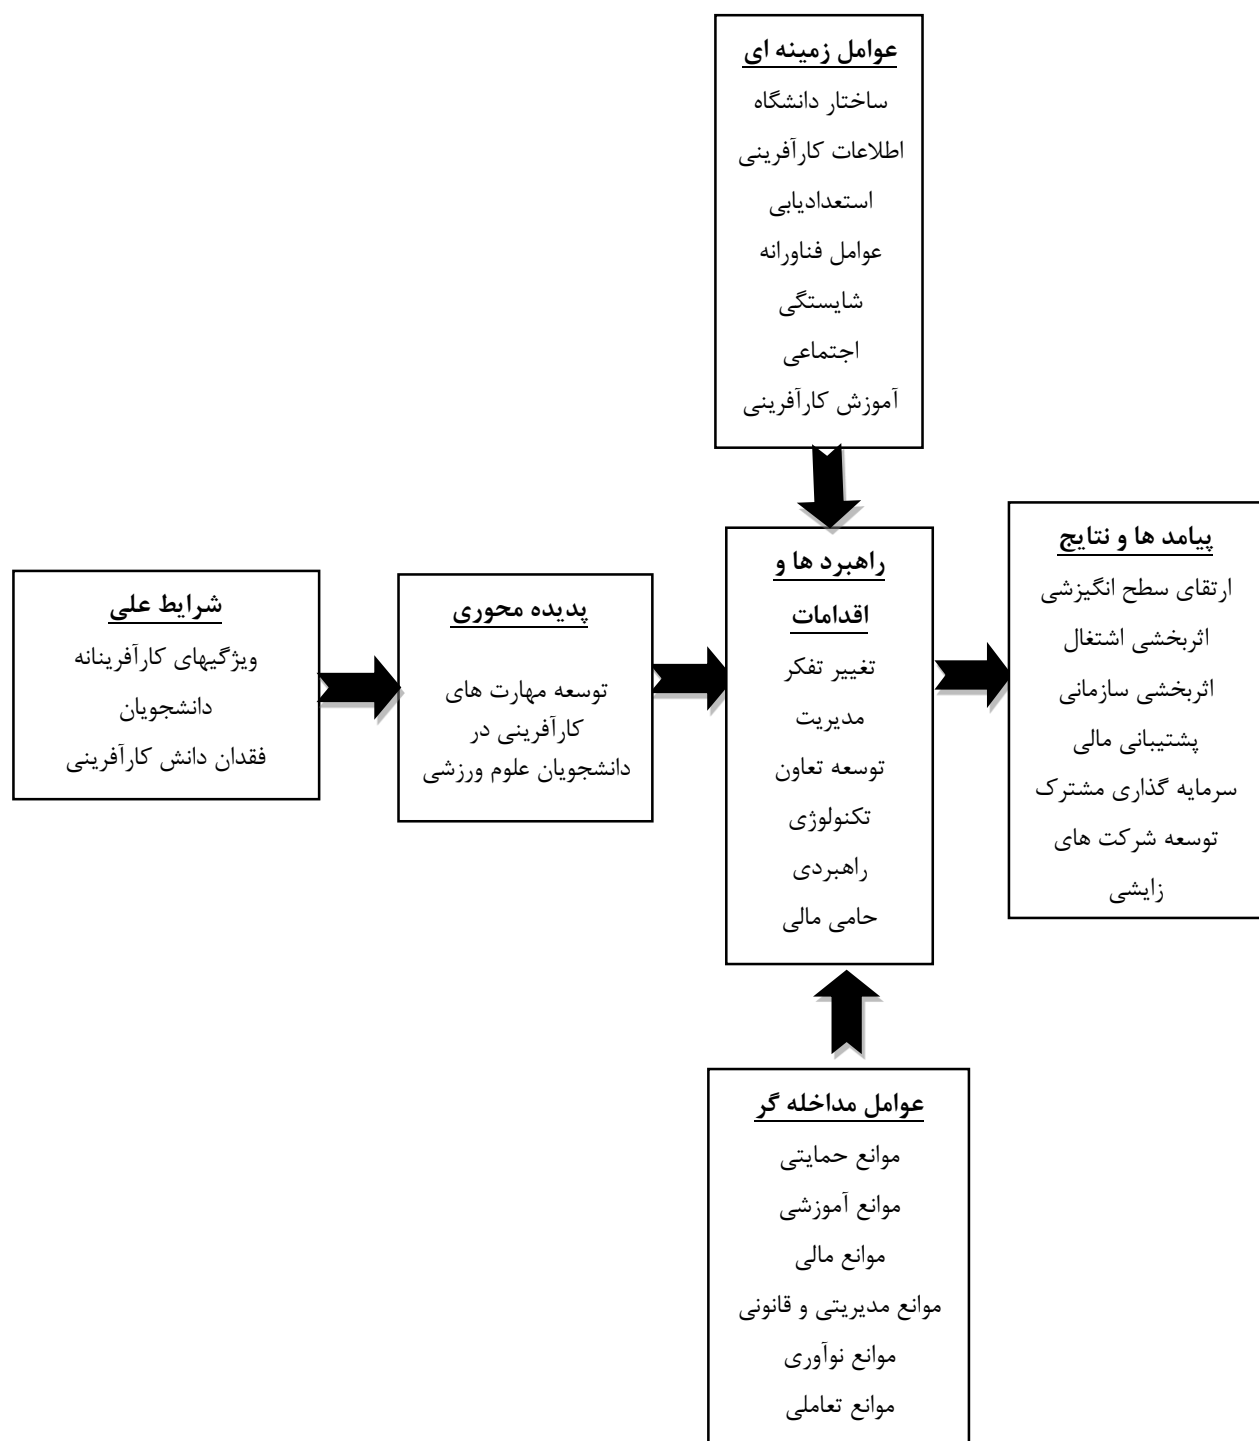 عوامل زمینه ای
ساختار دانشگاه
اطلاعات کارآفرینی
استعدادیابی
عوامل فناورانه
شایستگی
اجتماعی
آموزش کارآفرینی
شرایط علی
ویژگیهای کارآفرینانه
دانشجویان
فقدان دانش کارآفرینی
پدیده محوری
توسعه مهارت های
کارآفرینی در
دانشجویان علوم ورزشی
راهبرد ها و
اقدامات
تغییر تفکر
مدیریت
توسعه تعاون
تکنولوژی
راهبردی
حامی مالی
پیامد ها و نتایج
ارتقای سطح انگیزشی
اثربخشی اشتغال
اثربخشی سازمانی
پشتیبانی مالی
سرمایه گذاری مشترک
توسعه شرکت های
زایشی
عوامل مداخله گر
موانع حمایتی
موانع آموزشی
موانع مالی
موانع مدیریتی و قانونی
موانع نوآوری
موانع تعاملی